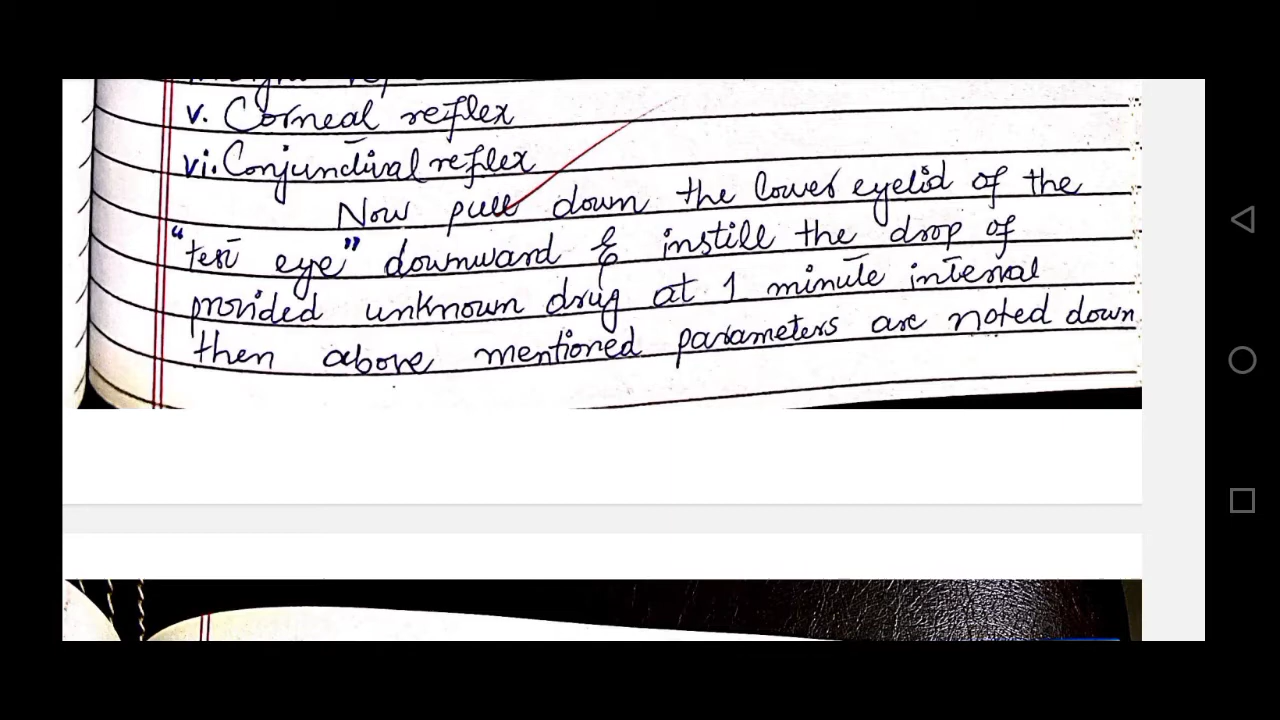 v. Corneal reflex
vi. Conjunctival reflex
Now pull down the lower eyelid of the
"test eye" downward & instill the drop of
provided unknown drug at 1 minute interval
then above mentioned parameters are noted down